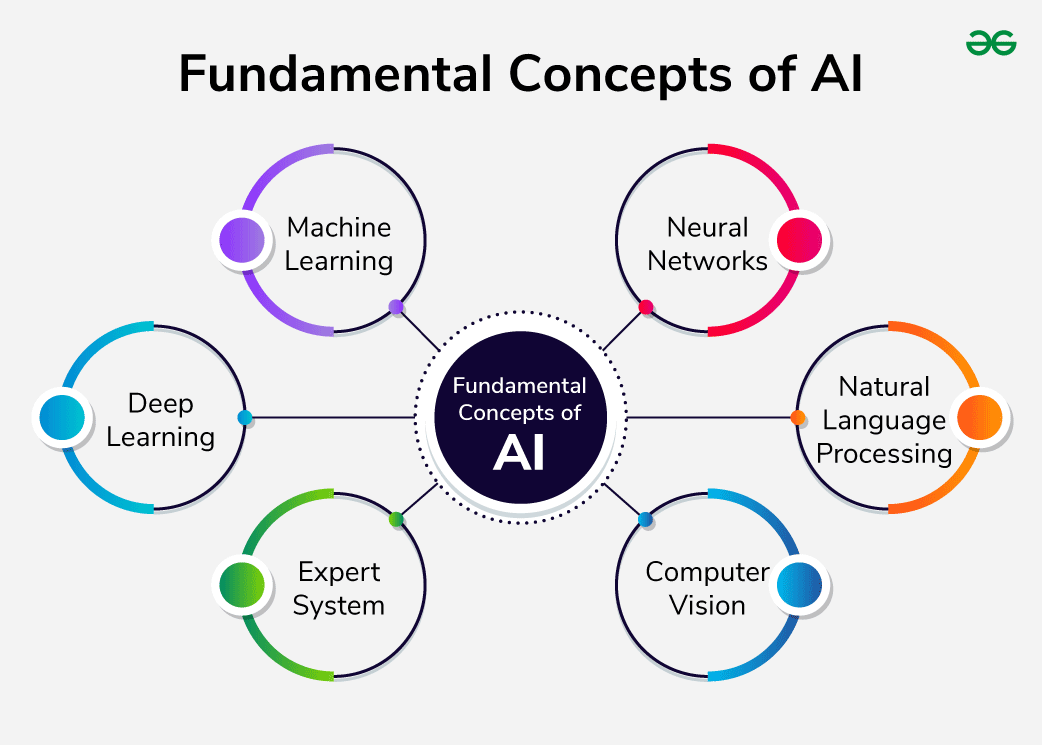 Fundamental Concepts of AI
Machine
Learning
Neural
Networks
Deep
Learning
Fundamental
Concepts of
AI
Natural
Language
Processing
Expert
System
Computer
Vision